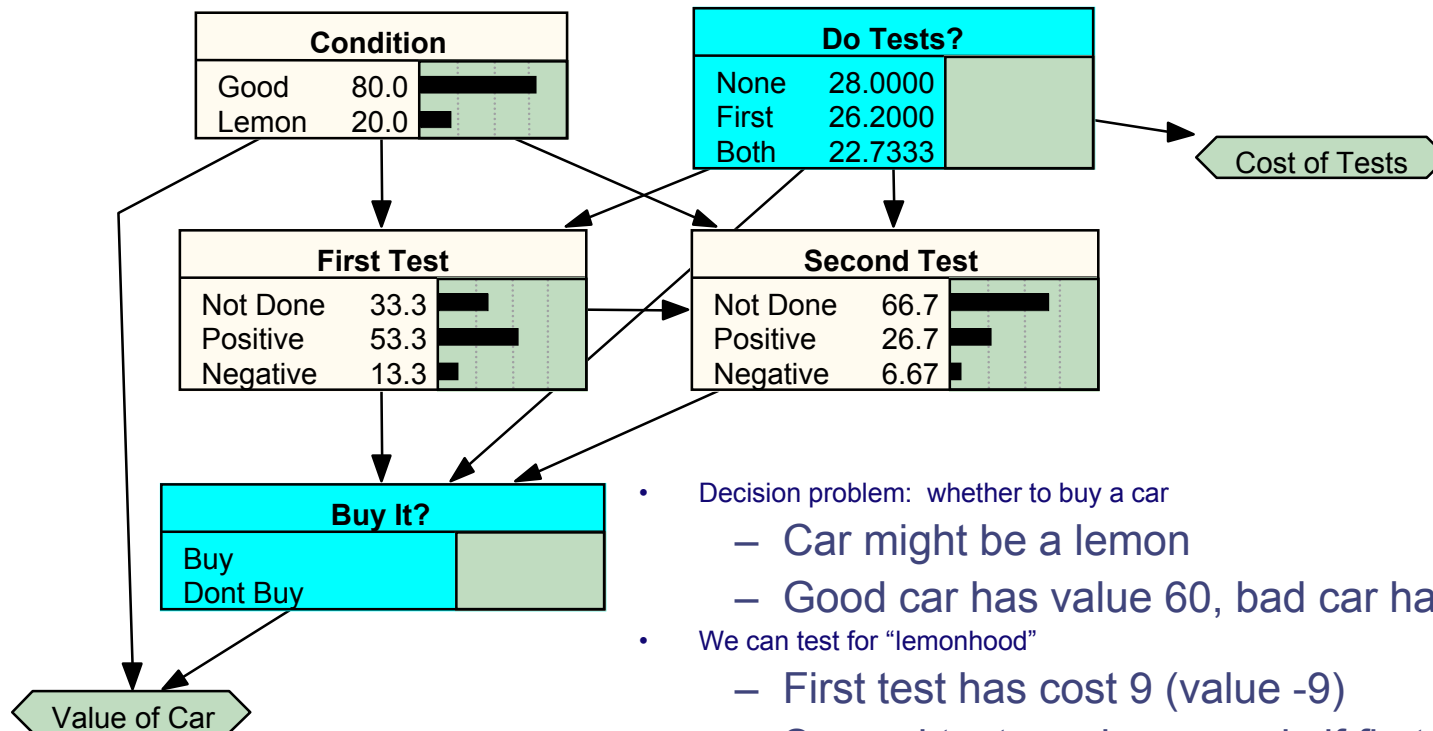 Condition
Good 80.0
Lemon 20.0
Do Tests?
None 28.0000
First 26.2000
Both 22.7333
Cost of Tests
First Test
Not Done 33.3
Positive 53.3
Negative 13.3
Second Test
Not Done 66.7
Positive 26.7
Negative 6.67
Buy It?
Buy
Dont Buy
Value of Car
• Decision problem: whether to buy a car
– Car might be a lemon
– Good car has value 60, bad car ha
• We can test for “lemonhood”
– First test has cost 9 (value -9)